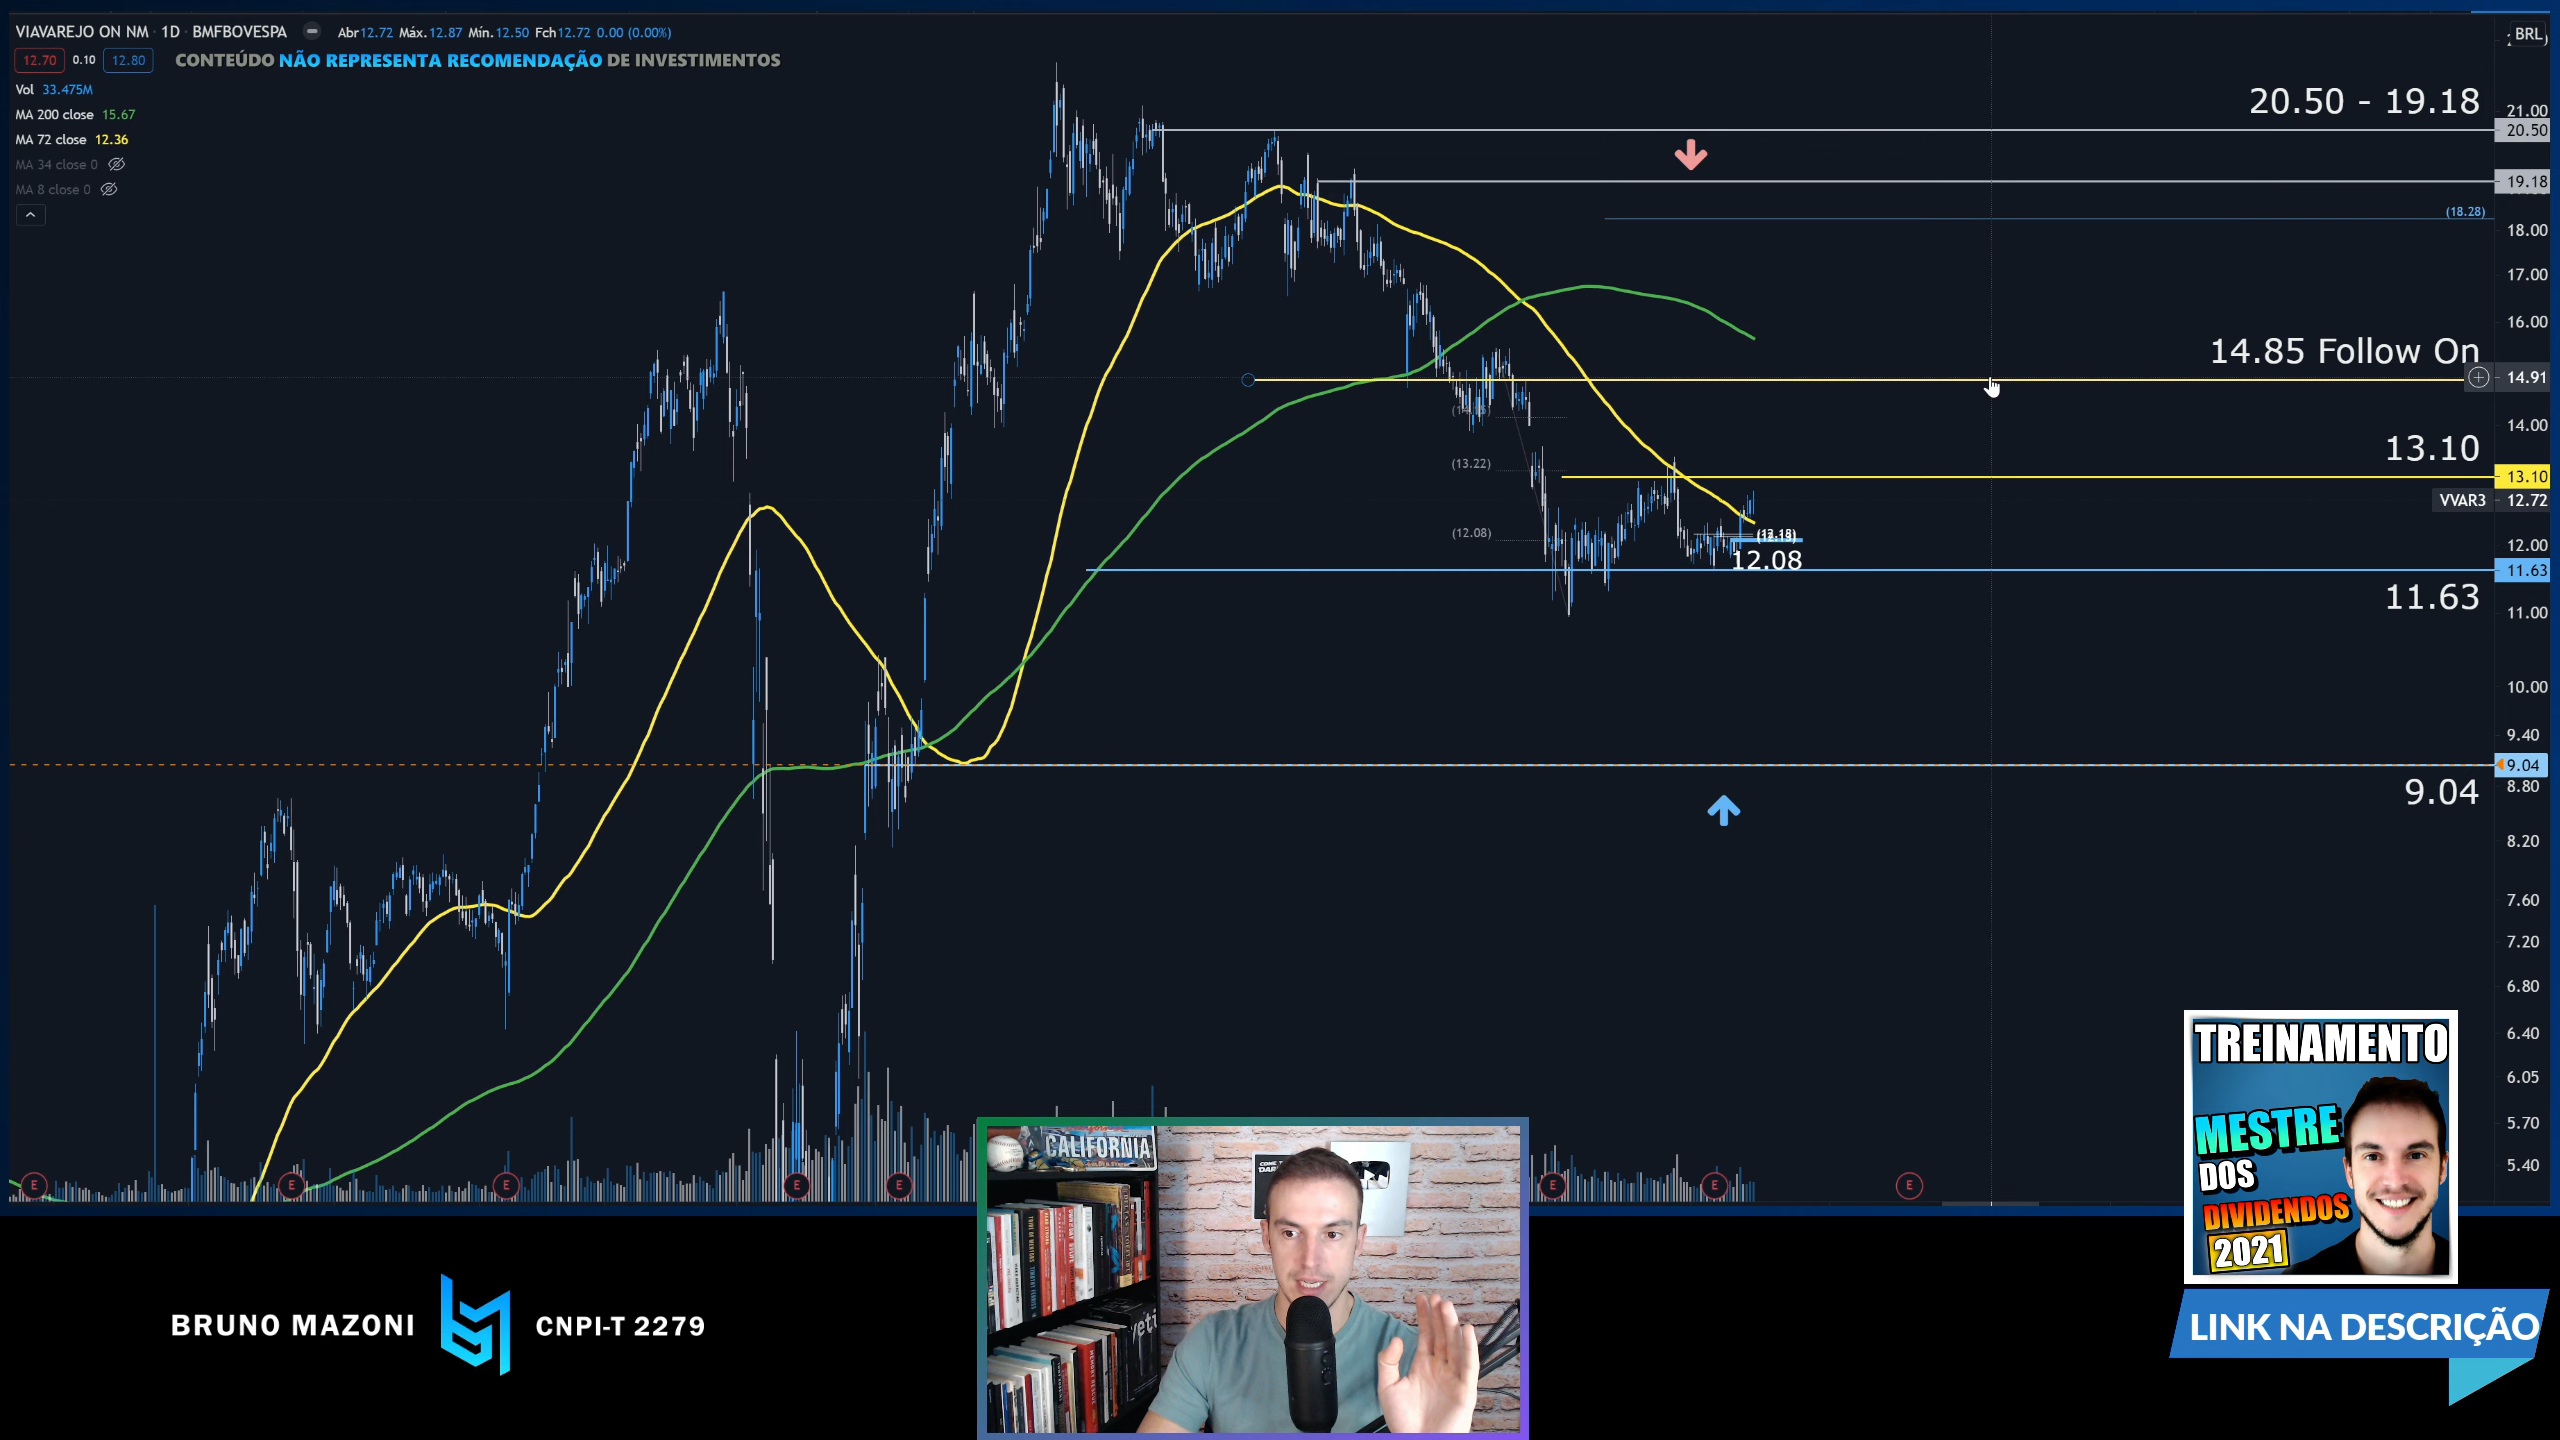 VIAVAREJO ON NM · 1D · BMFBOVESPA Abr12.72 Máx.12.87 Mín.12.50 Fch12.72 0.00 (0.00%)
BRL
12.70 0.10 12.80 CONTEÚDO NÃO REPRESENTA RECOMENDAÇÃO DE INVESTIMENTOS
Vol 33.475M
MA 200 close 15.67
MA 72 close 12.36
MA 34 close 0
MA 8 close 0
20.50 - 19.18
21.00
20.50
19.18
(18.28)
18.00
17.00
16.00
14.85 Follow On
14.91
14.00
13.10
(13.22)
13.10
VVAR3 12.72
(12.08)
12.00
12.08
11.63
11.63
11.00
10.00
9.40
9.04
8.80
9.04
8.20
7.60
7.20
6.80
6.40
6.05
5.70
5.40
E E E E E E E E
CALIFORNIA
TREINAMENTO
MESTRE
DOS
DIVIDENDOS
2021
LINK NA DESCRIÇÃO
BRUNO MAZONI CNPI-T 2279